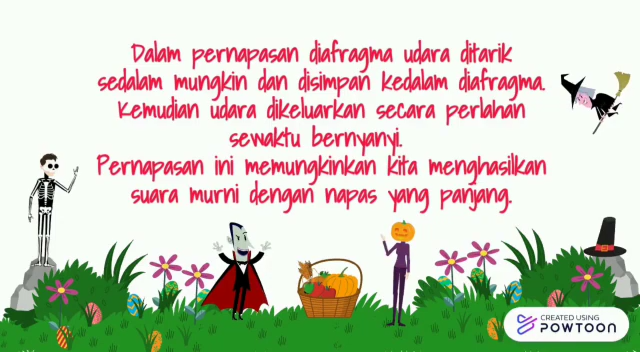 Dalam pernapasan diafragma udara ditarik
sedalam mungkin dan disimpan kedalam diafragma.
Kemudian udara dikeluarkan secara perlahan
sewaktu bernyanyi.
Pernapasan ini memungkinkan kita menghasilkan
suara murni dengan napas yang panjang.
CREATED USING
POWTOON